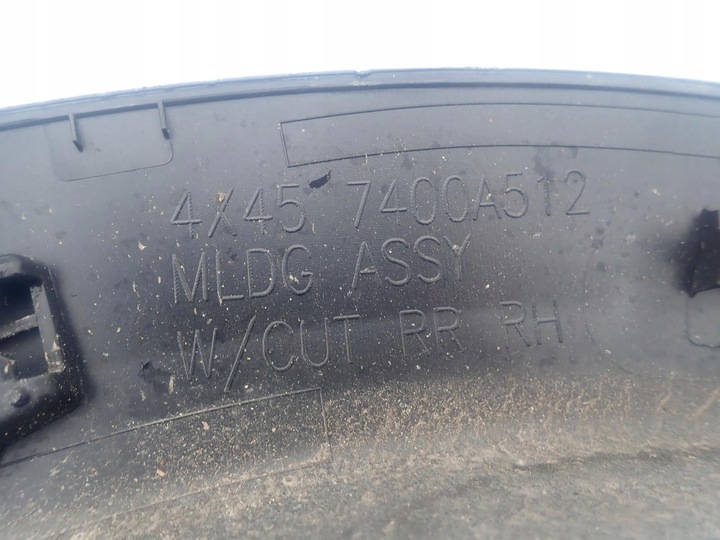 4X45 7400A512
MLDG ASSY
W/CUT RR RH